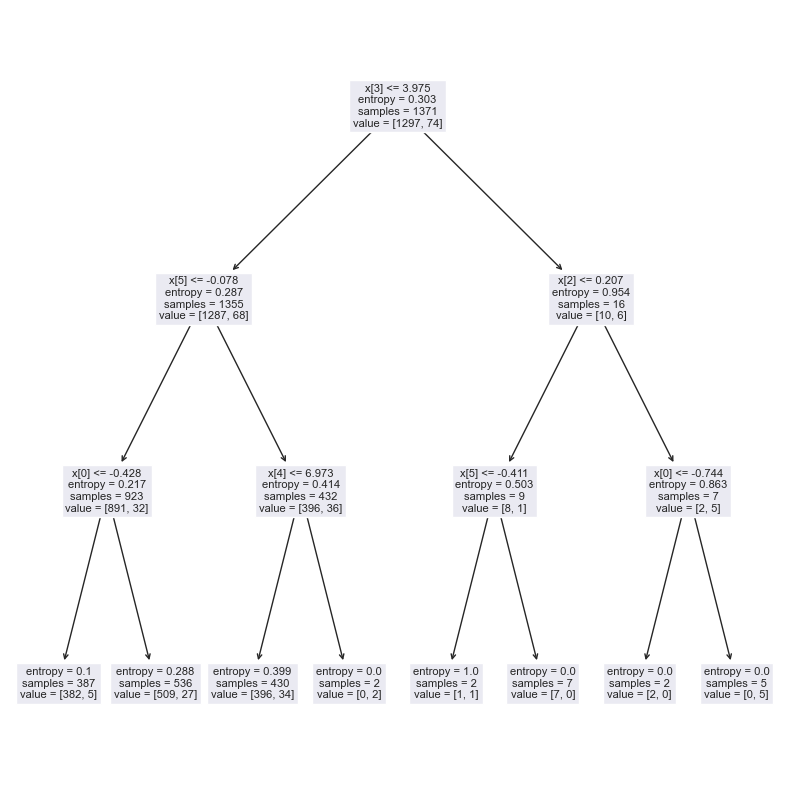 x[3] <= 3.975
entropy = 0.303
samples = 1371
value = [1297, 74]
x[5] <= -0.078
entropy = 0.287
samples = 1355
value = [1287, 68]
x[2] <= 0.207
entropy = 0.954
samples = 16
value = [10, 6]
x[0] <= -0.428
entropy = 0.217
samples = 923
value = [891, 32]
x[4] <= 6.973
entropy = 0.414
samples = 432
value = [396, 36]
x[5] <= -0.411
entropy = 0.503
samples = 9
value = [8, 1]
x[0] <= -0.744
entropy = 0.863
samples = 7
value = [2, 5]
entropy = 0.1
samples = 387
value = [382, 5]
entropy = 0.288
samples = 536
value = [509, 27]
entropy = 0.399
samples = 430
value = [396, 34]
entropy = 0.0
samples = 2
value = [0, 2]
entropy = 1.0
samples = 2
value = [1, 1]
entropy = 0.0
samples = 7
value = [7, 0]
entropy = 0.0
samples = 2
value = [2, 0]
entropy = 0.0
samples = 5
value = [0, 5]